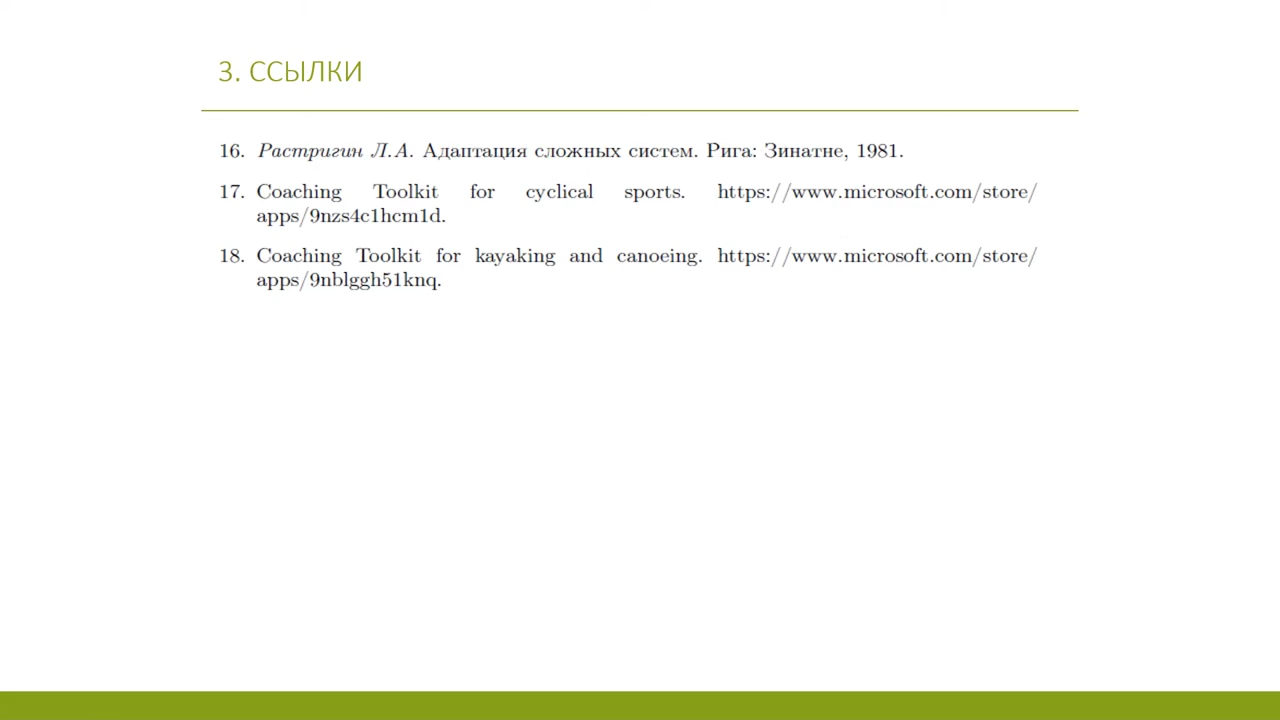 3. ССЫЛКИ
16. Растригин Л.А. Адаптация сложных систем. Рига: Зинатне, 1981.
17. Coaching Toolkit for cyclical sports. https://www.microsoft.com/store/
apps/9nzs4c1hcm1d.
18. Coaching Toolkit for kayaking and canoeing. https://www.microsoft.com/store/
apps/9nblggh51knq.